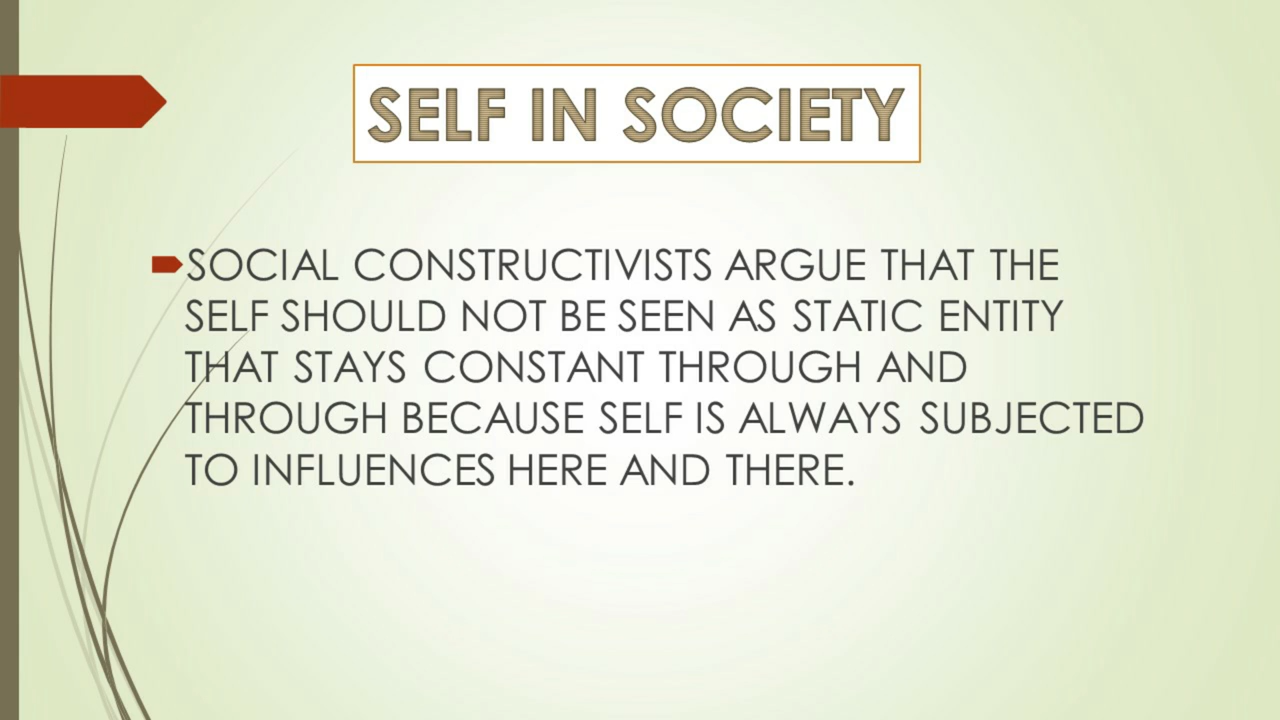 SELF IN SOCIETY
SOCIAL CONSTRUCTIVISTS ARGUE THAT THE
SELF SHOULD NOT BE SEEN AS STATIC ENTITY
THAT STAYS CONSTANT THROUGH AND
THROUGH BECAUSE SELF IS ALWAYS SUBJECTED
TO INFLUENCES HERE AND THERE.